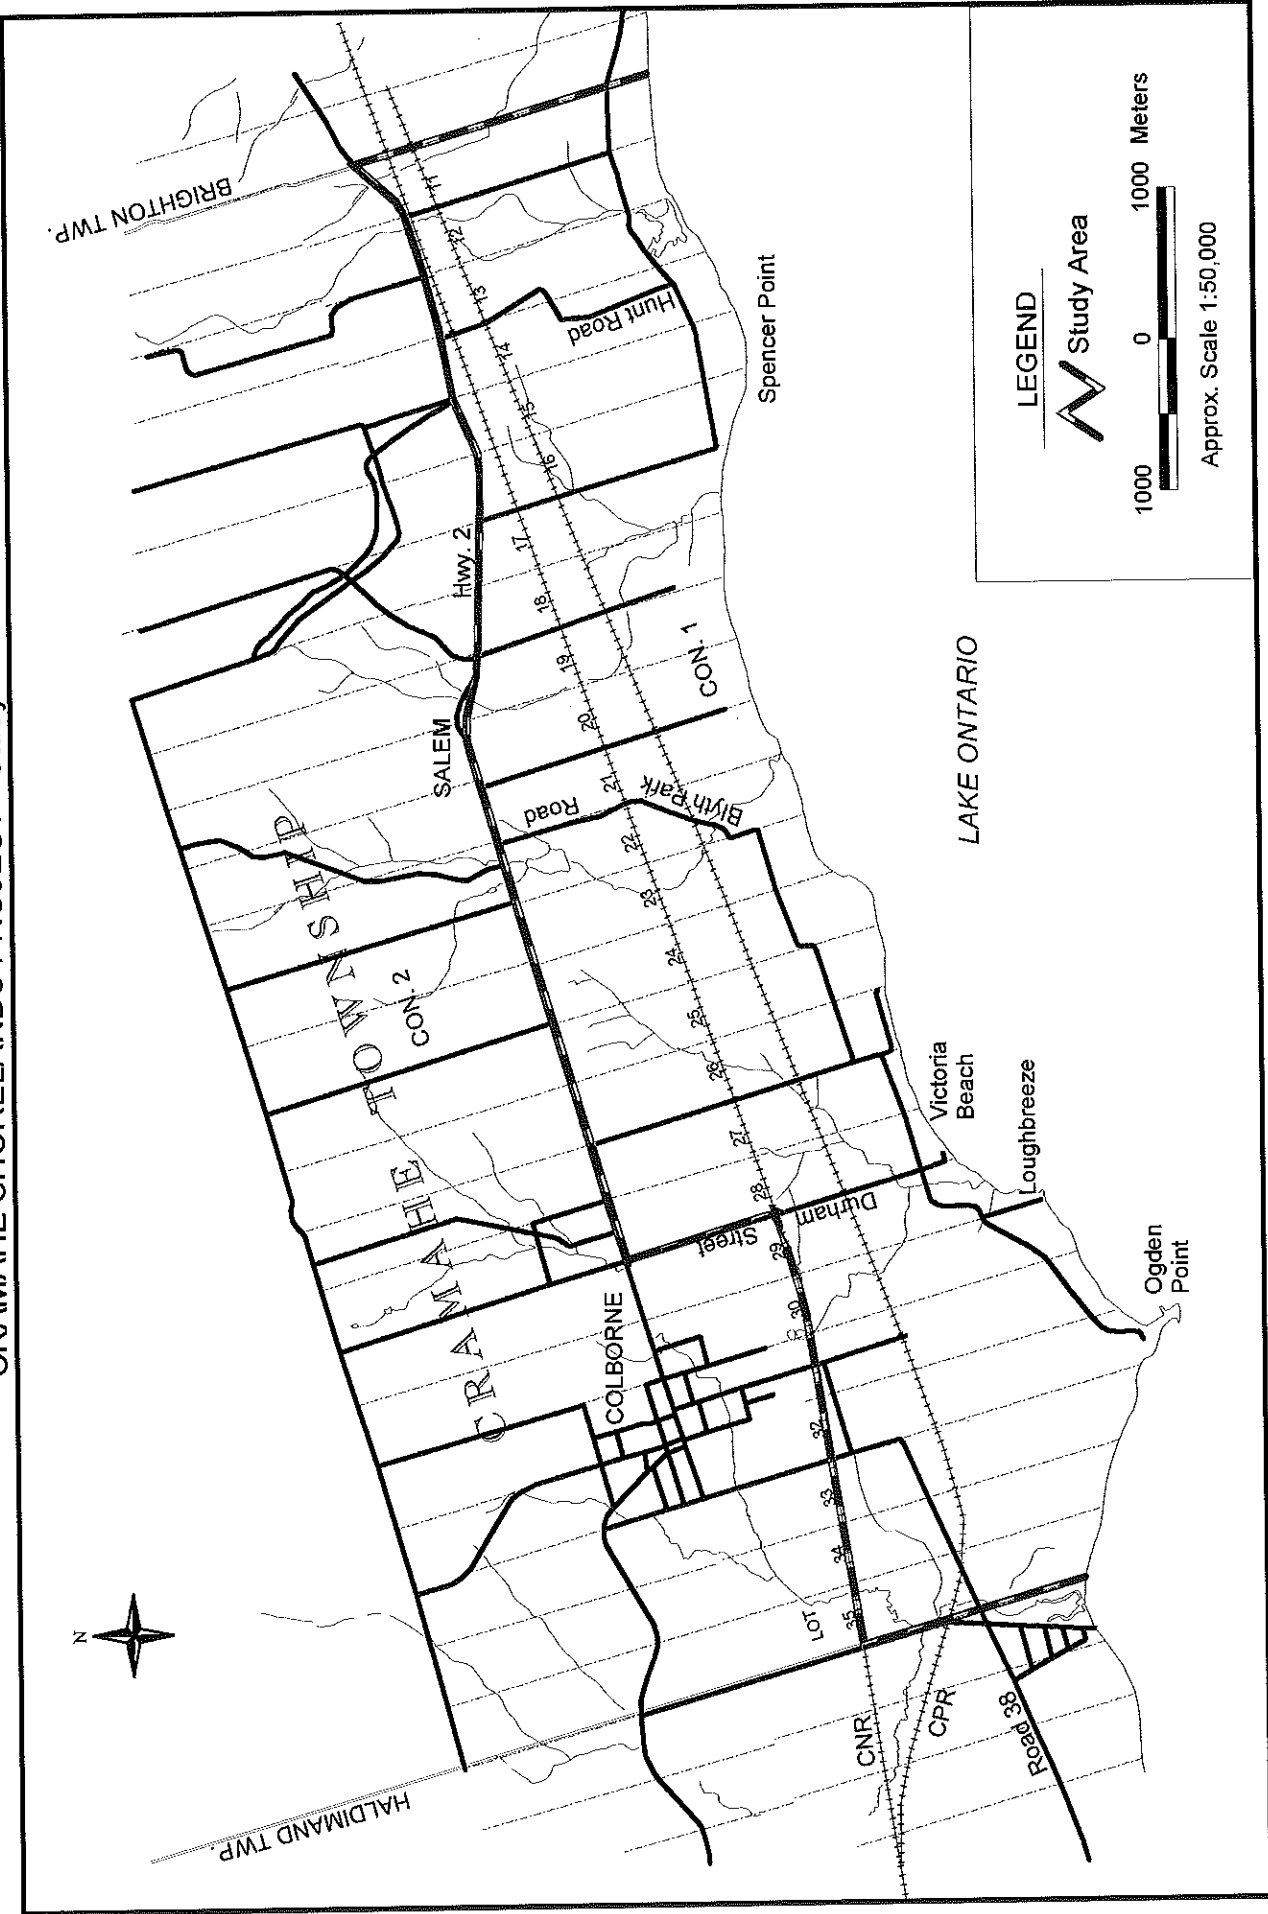 N
HALDIMAND TWP.
BRIGHTON TWP.
CRAMAHE TOWNSHIP
CON. 2
COLBORNE
SALEM
Hwy. 2
LOT
35
34
33
32
30
29
28
27
26
25
24
23
22
21
20
19
18
17
16
15
14
13
12
11
Durham
Street
Blyth Park
Road
Hunt Road
CON. 1
CNR
CPR
Road 38
Ogden
Point
Loughbreeze
Victoria
Beach
Spencer Point
LAKE ONTARIO
LEGEND
Study Area
1000 0 1000 Meters
Approx. Scale 1:50,000